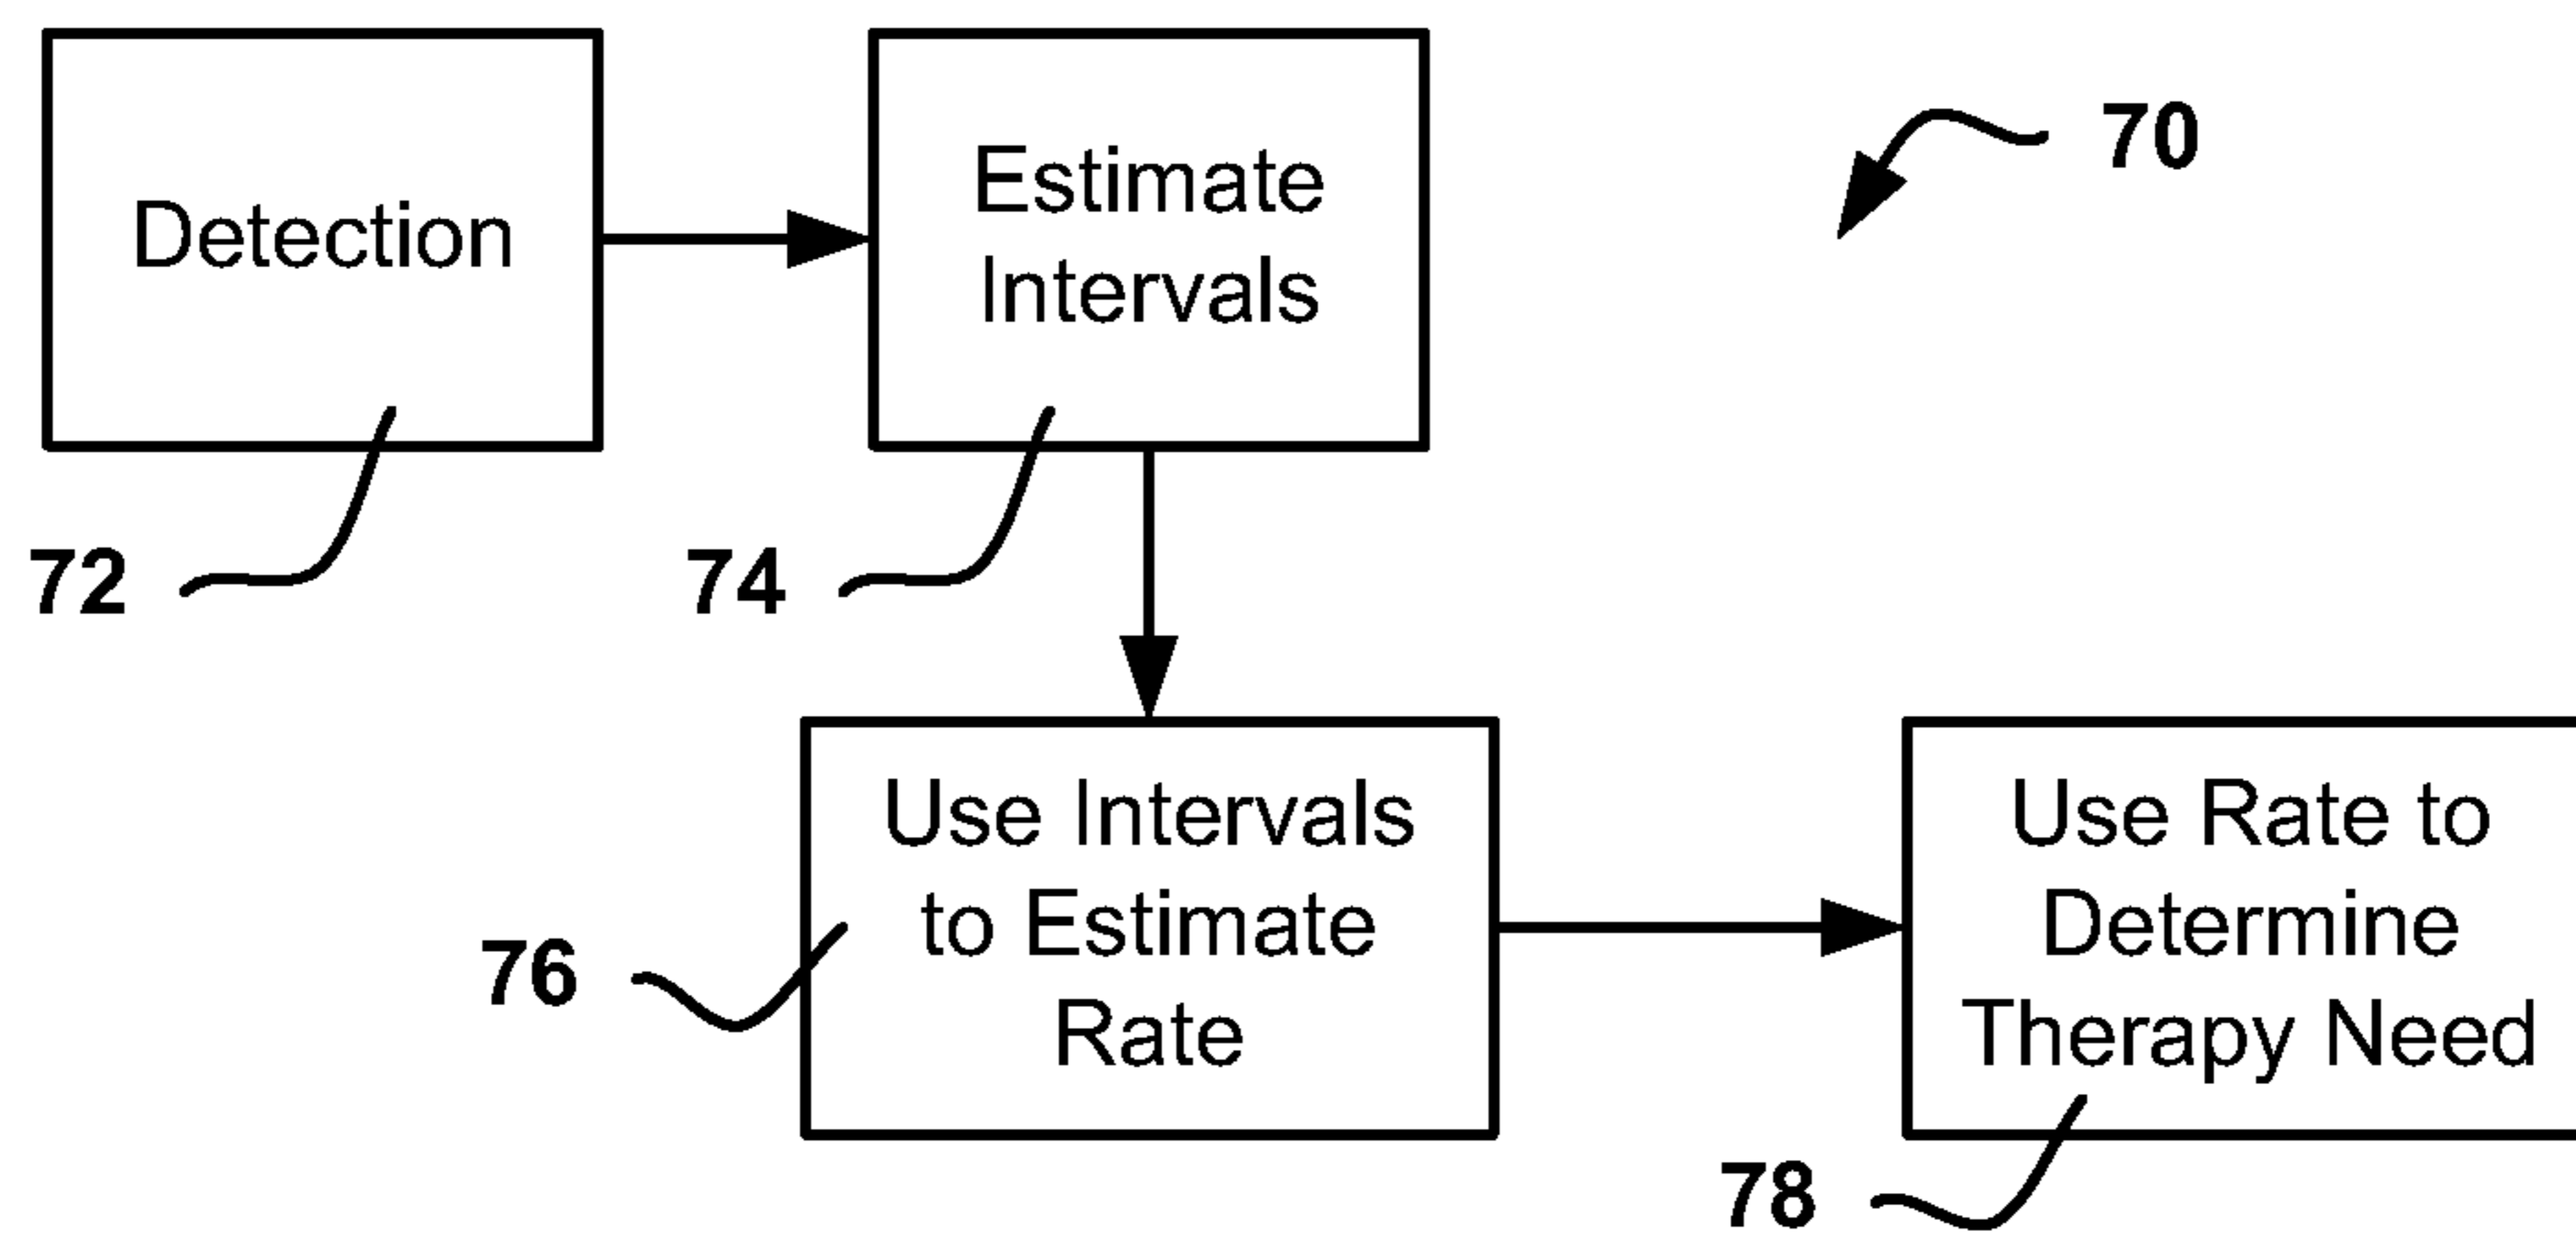 Detection
Estimate
Intervals
70
72
74
Use Intervals
to Estimate
Rate
76
Use Rate to
Determine
Therapy Need
78